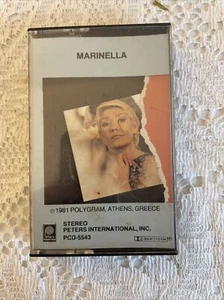 MARINELLA
℗1981 POLYGRAM, ATHENS, GREECE
STEREO
PETERS INTERNATIONAL, INC.
PCD-5543